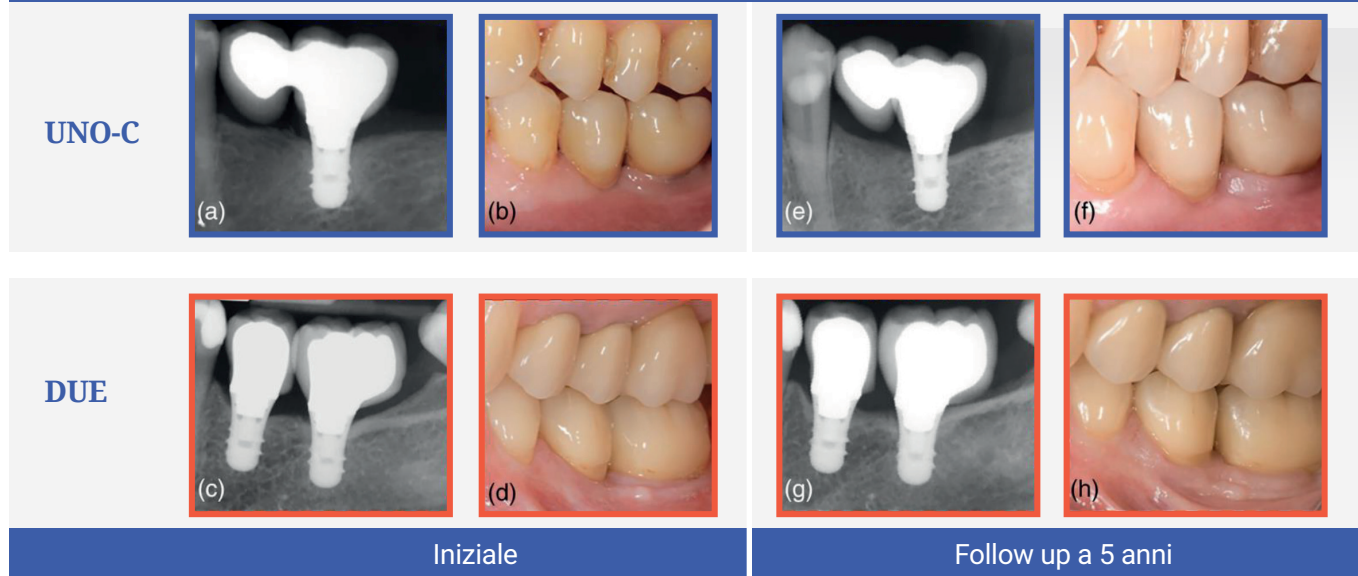 UNO-C
(a)
(b)
(e)
(f)
DUE
(c)
(d)
(g)
(h)
Iniziale
Follow up a 5 anni